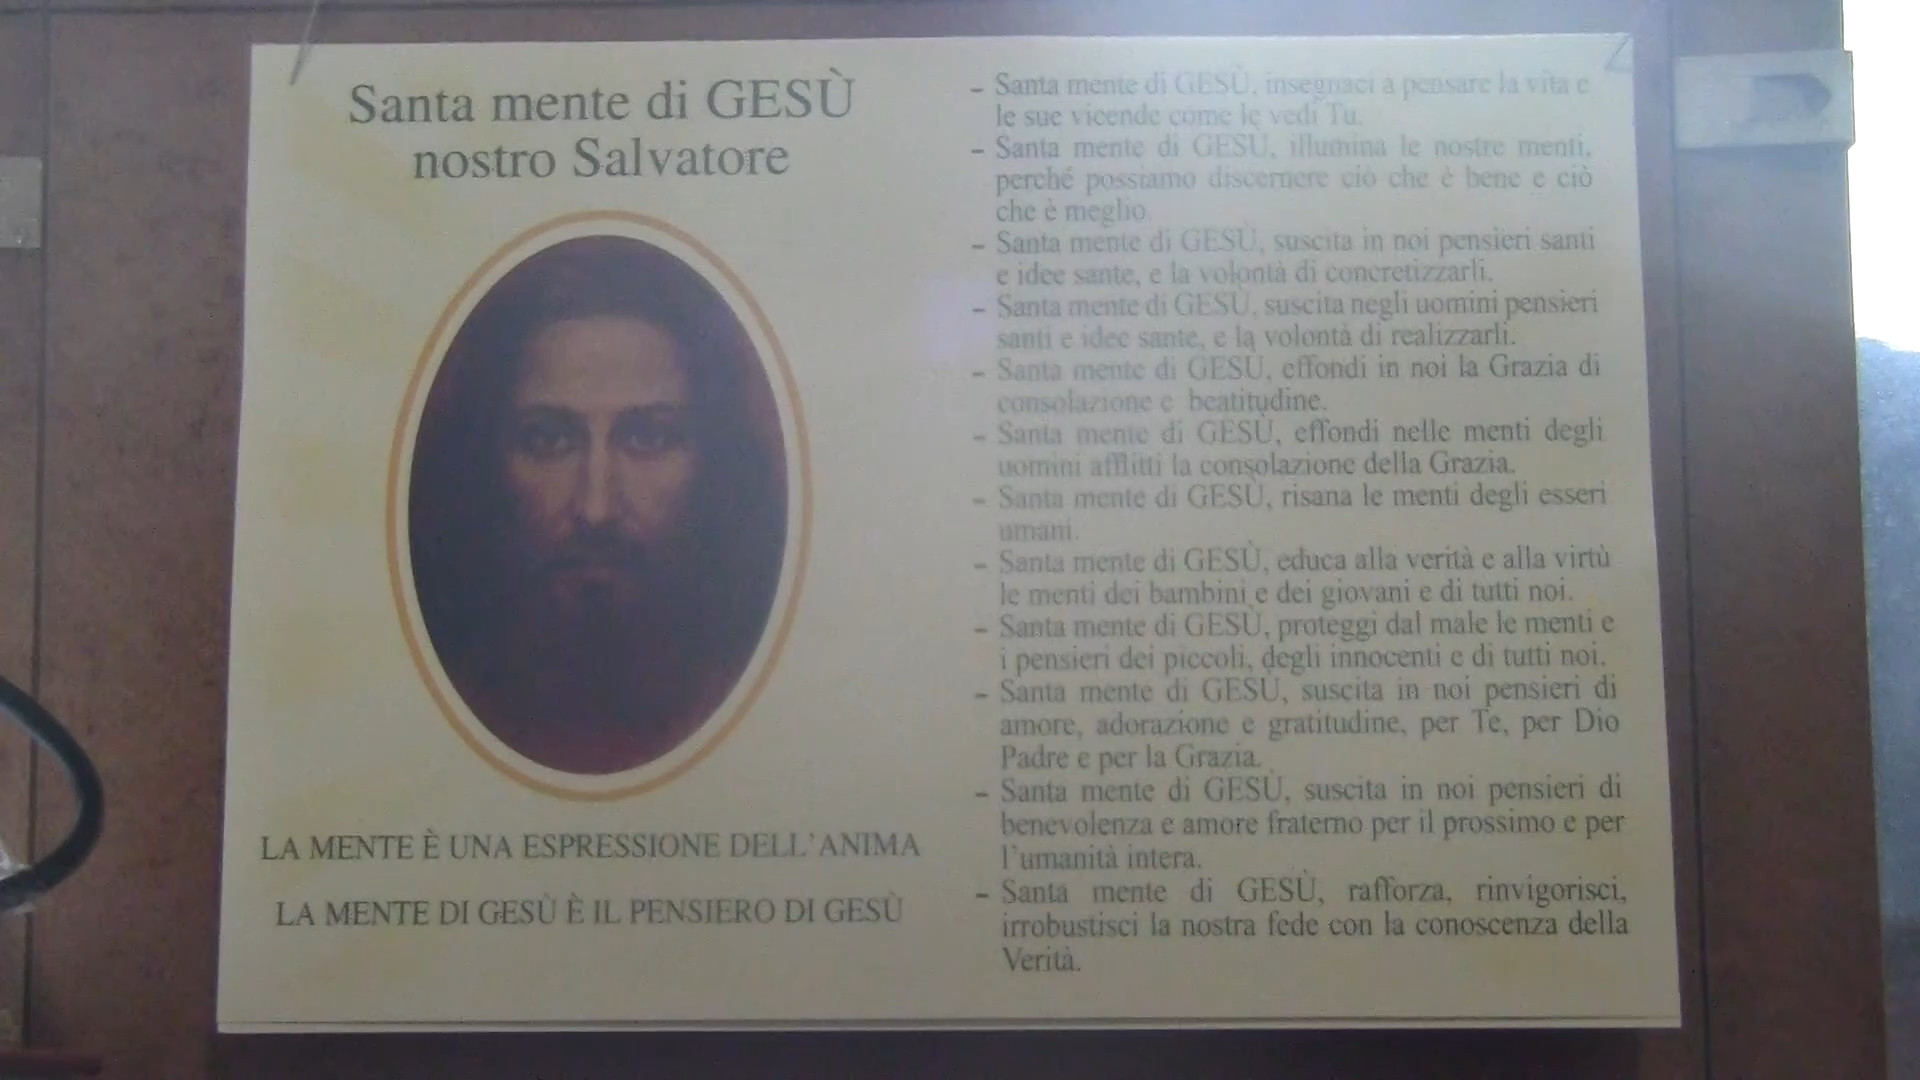 Santa mente di GESÙ
nostro Salvatore
LA MENTE È UNA ESPRESSIONE DELL'ANIMA
LA MENTE DI GESÙ È IL PENSIERO DI GESÙ
– Santa mente di GESÙ, insegnaci a pensare la vita e
le sue vicende come le vedi Tu.
– Santa mente di GESÙ, illumina le nostre menti,
perché possiamo discernere ciò che è bene e ciò
che è meglio.
– Santa mente di GESÙ, suscita in noi pensieri santi
e idee sante, e la volontà di concretizzarli.
– Santa mente di GESÙ, suscita negli uomini pensieri
santi e idee sante, e la volontà di realizzarli.
– Santa mente di GESÙ, effondi in noi la Grazia di
consolazione e beatitudine.
– Santa mente di GESÙ, effondi nelle menti degli
uomini afflitti la consolazione della Grazia.
– Santa mente di GESÙ, risana le menti degli esseri
umani.
– Santa mente di GESÙ, educa alla verità e alla virtù
le menti dei bambini e dei giovani e di tutti noi.
– Santa mente di GESÙ, proteggi dal male le menti e
i pensieri dei piccoli, degli innocenti e di tutti noi.
– Santa mente di GESÙ, suscita in noi pensieri di
amore, adorazione e gratitudine, per Te, per Dio
Padre e per la Grazia.
– Santa mente di GESÙ, suscita in noi pensieri di
benevolenza e amore fraterno per il prossimo e per
l'umanità intera.
– Santa mente di GESÙ, rafforza, rinvigorisci,
irrobustisci la nostra fede con la conoscenza della
Verità.